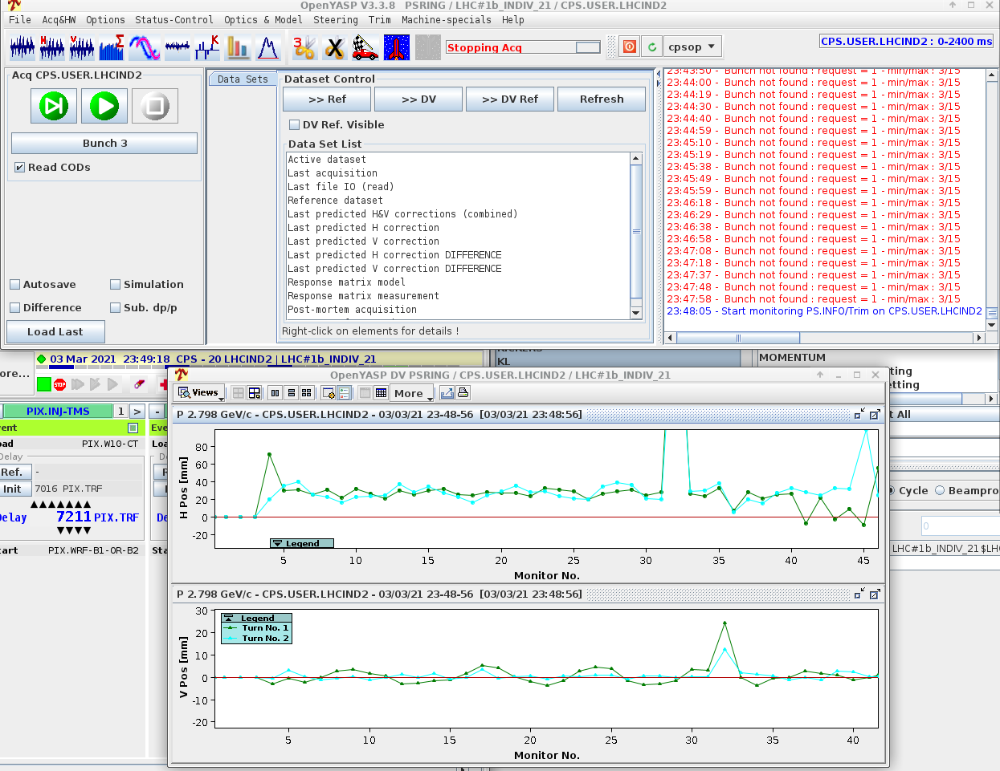 OpenYASP V3.3.8   PSRING / LHC#1b_INDIV_21 / CPS.USER.LHCIND2
File Acq&HW Options Status-Control Optics & Model Steering Trim Machine-specials Help
Stopping Acq
cpsop
CPS.USER.LHCIND2 : 0-2400 ms
Acq CPS.USER.LHCIND2
Bunch 3
Read CODs
Autosave
Simulation
Difference
Sub. dp/p
Load Last
Data Sets
Dataset Control
>> Ref
>> DV
>> DV Ref
Refresh
DV Ref. Visible
Data Set List
Active dataset
Last acquisition
Last file IO (read)
Reference dataset
Last predicted H&V corrections (combined)
Last predicted H correction
Last predicted V correction
Last predicted H correction DIFFERENCE
Last predicted V correction DIFFERENCE
Response matrix model
Response matrix measurement
Post-mortem acquisition
Right-click on elements for details !
23:43:50 - Bunch not found : request = 1 - min/max : 3/15
23:44:00 - Bunch not found : request = 1 - min/max : 3/15
23:44:19 - Bunch not found : request = 1 - min/max : 3/15
23:44:30 - Bunch not found : request = 1 - min/max : 3/15
23:44:40 - Bunch not found : request = 1 - min/max : 3/15
23:44:59 - Bunch not found : request = 1 - min/max : 3/15
23:45:10 - Bunch not found : request = 1 - min/max : 3/15
23:45:19 - Bunch not found : request = 1 - min/max : 3/15
23:45:38 - Bunch not found : request = 1 - min/max : 3/15
23:45:49 - Bunch not found : request = 1 - min/max : 3/15
23:45:59 - Bunch not found : request = 1 - min/max : 3/15
23:46:18 - Bunch not found : request = 1 - min/max : 3/15
23:46:29 - Bunch not found : request = 1 - min/max : 3/15
23:46:38 - Bunch not found : request = 1 - min/max : 3/15
23:46:58 - Bunch not found : request = 1 - min/max : 3/15
23:47:08 - Bunch not found : request = 1 - min/max : 3/15
23:47:18 - Bunch not found : request = 1 - min/max : 3/15
23:47:37 - Bunch not found : request = 1 - min/max : 3/15
23:47:48 - Bunch not found : request = 1 - min/max : 3/15
23:47:58 - Bunch not found : request = 1 - min/max : 3/15
23:48:05 - Start monitoring PS.INFO/Trim on CPS.USER.LHCIND2
03 Mar 2021 23:49:18 CPS - 20 LHCIND2 | LHC#1b_INDIV_21
ore...
STOP
KICKERS
KL
MOMENTUM
ting
etting
t All
Cycle
Beampro
0
LHC#1b_INDIV_21$LH
PIX.INJ-TMS
1
>
-
vent
Eve
oad
PIX.W10-CT
Loa
Delay
D
Ref.
-
R
Init
7016 PIX.TRF
Delay
7211 PIX.TRF
De
tart
PIX.WRF-B1-OR-B2
Sta
OpenYASP DV PSRING / CPS.USER.LHCIND2 / LHC#1b_INDIV_21
Views
More
P 2.798 GeV/c - CPS.USER.LHCIND2 - 03/03/21 23-48-56 [03/03/21 23:48:56]
H Pos [mm]
80
60
40
20
0
-20
Legend
5 10 15 20 25 30 35 40 45
Monitor No.
P 2.798 GeV/c - CPS.USER.LHCIND2 - 03/03/21 23-48-56 [03/03/21 23:48:56]
V Pos [mm]
30
20
10
0
-10
-20
Legend
Turn No. 1
Turn No. 2
5 10 15 20 25 30 35 40
Monitor No.